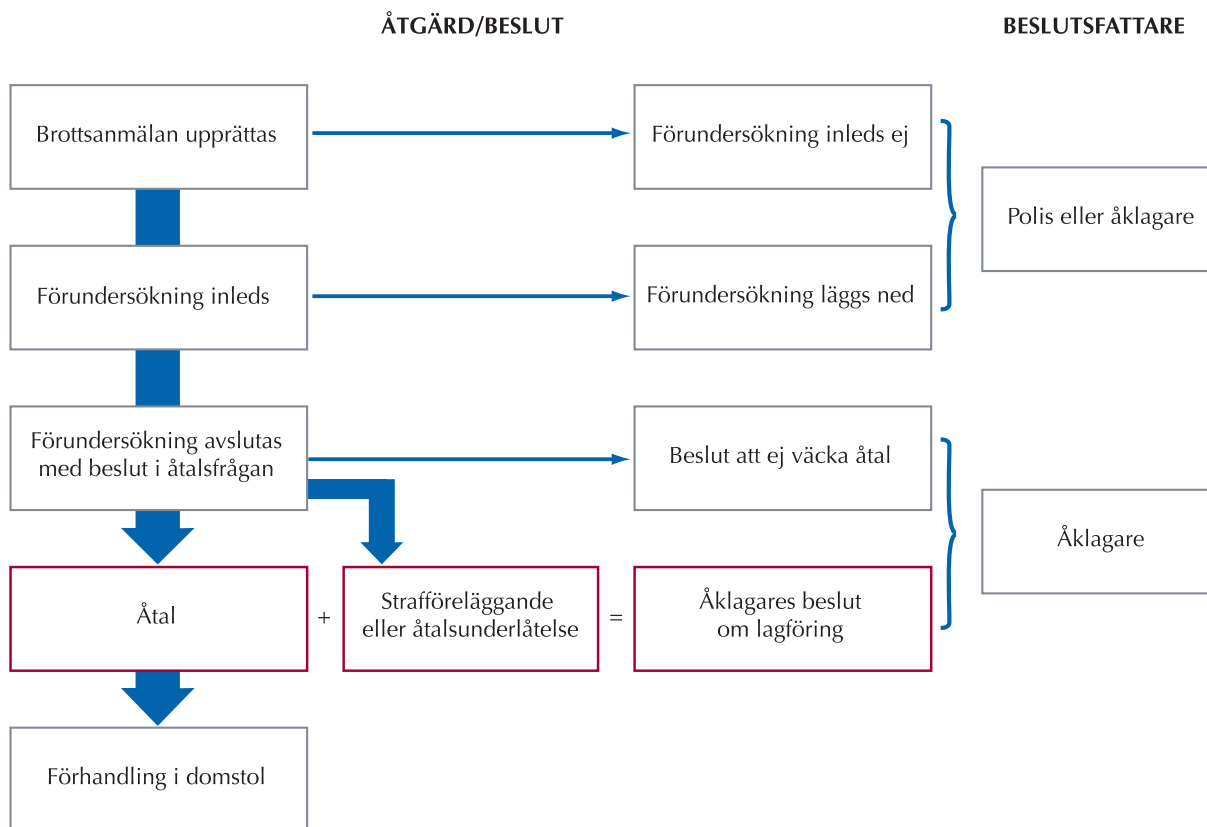 ÅTGÄRD/BESLUT
BESLUTSFATTARE
Brottsanmälan upprättas
Förundersökning inleds ej
Polis eller åklagare
Förundersökning inleds
Förundersökning läggs ned
Förundersökning avslutas
med beslut i åtalsfrågan
Beslut att ej väcka åtal
Åklagare
Åtal
+
Strafföreläggande
eller åtalsunderlåtelse
=
Åklagares beslut
om lagföring
Förhandling i domstol